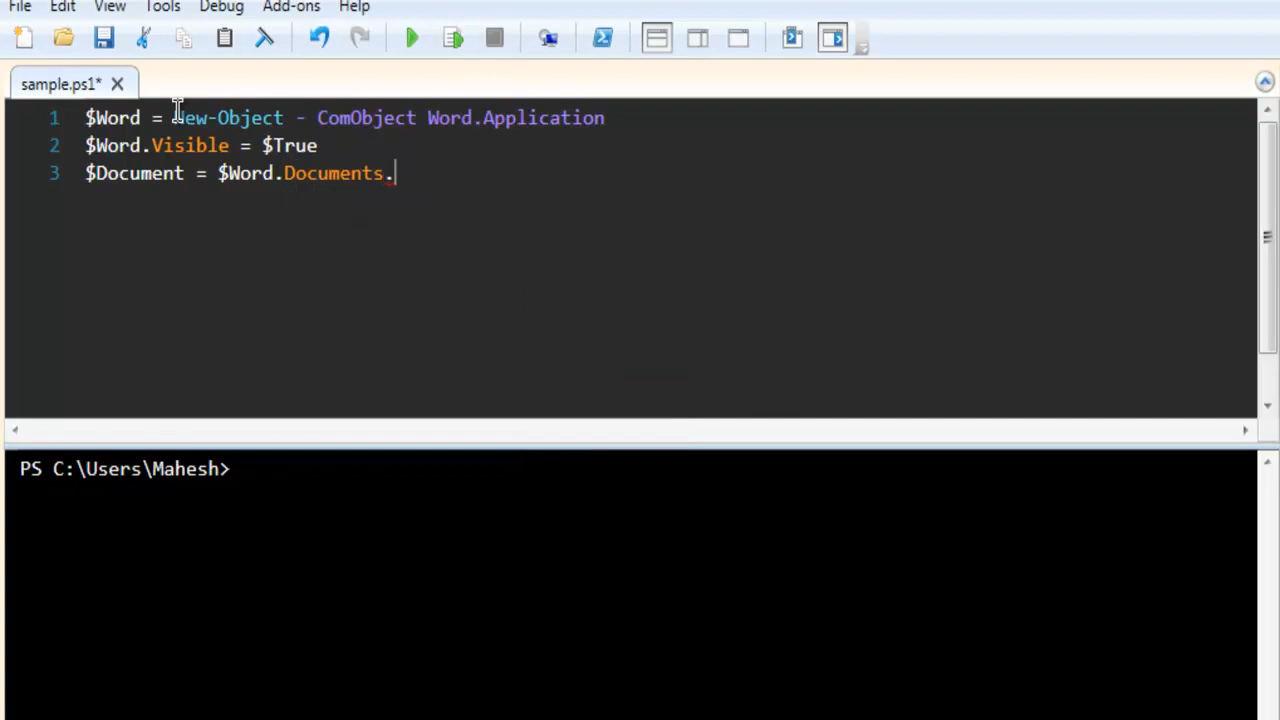 File Edit View Tools Debug Add-ons Help
sample.ps1*
1 $Word = New-Object - ComObject Word.Application
2 $Word.Visible = $True
3 $Document = $Word.Documents.
PS C:\Users\Mahesh>